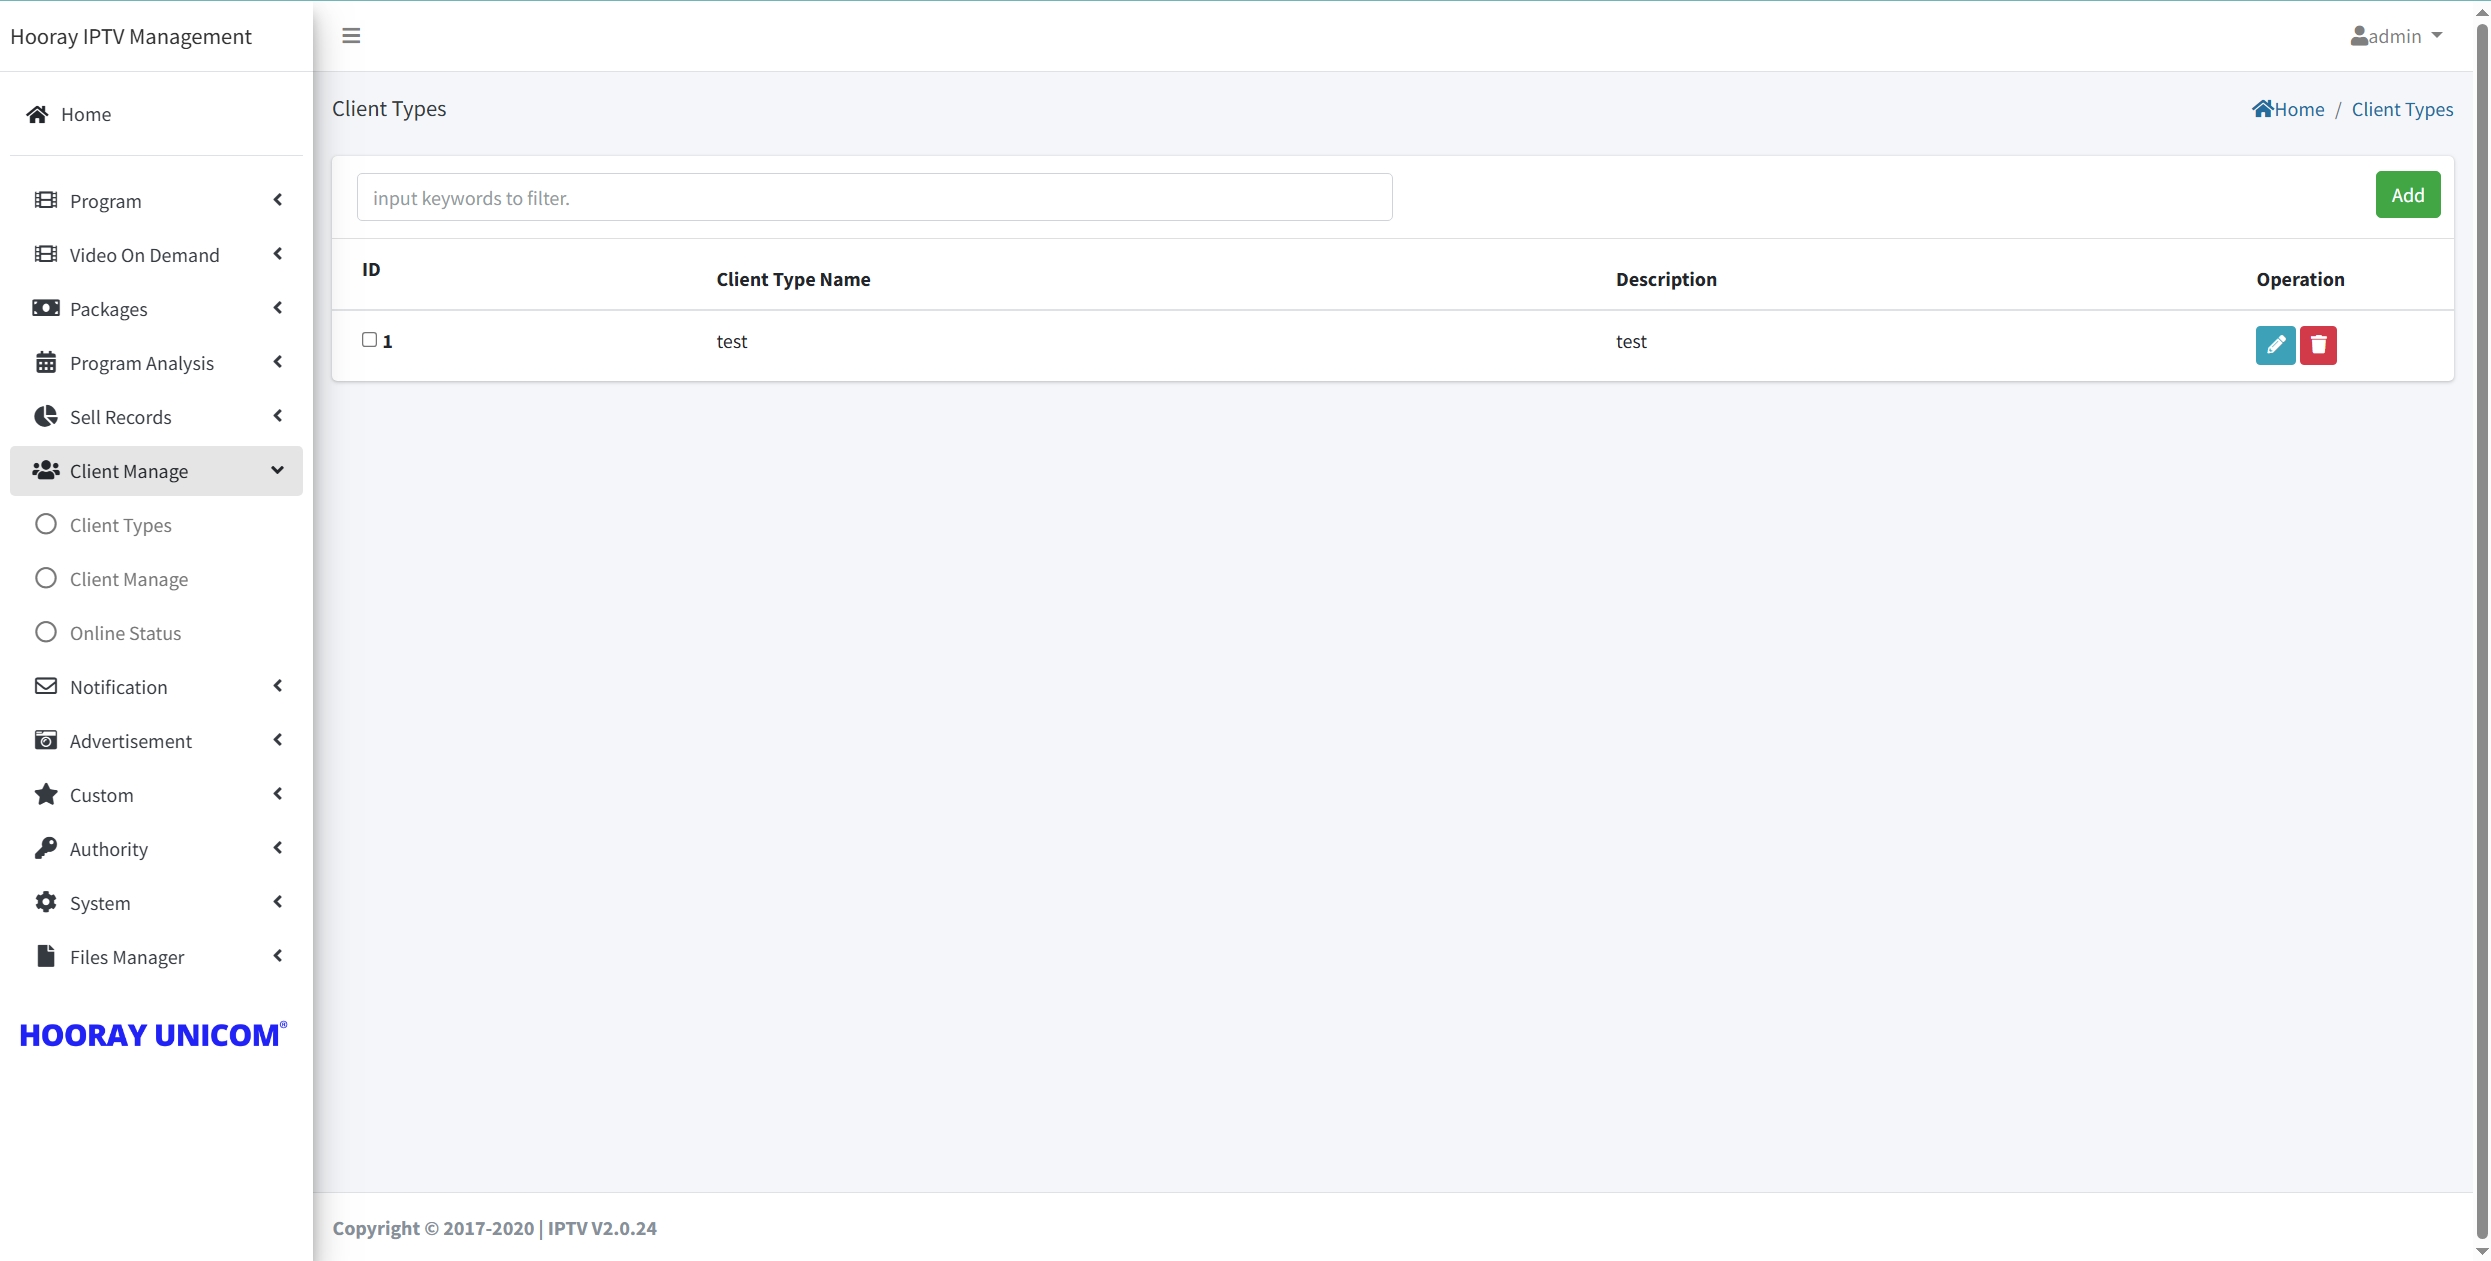 Hooray IPTV Management
admin
Home
Program
Video On Demand
Packages
Program Analysis
Sell Records
Client Manage
Client Types
Client Manage
Online Status
Notification
Advertisement
Custom
Authority
System
Files Manager
HOORAY UNICOM®
Client Types
Home / Client Types
input keywords to filter.
Add
ID Client Type Name Description Operation
1 test test
Copyright © 2017-2020 | IPTV V2.0.24